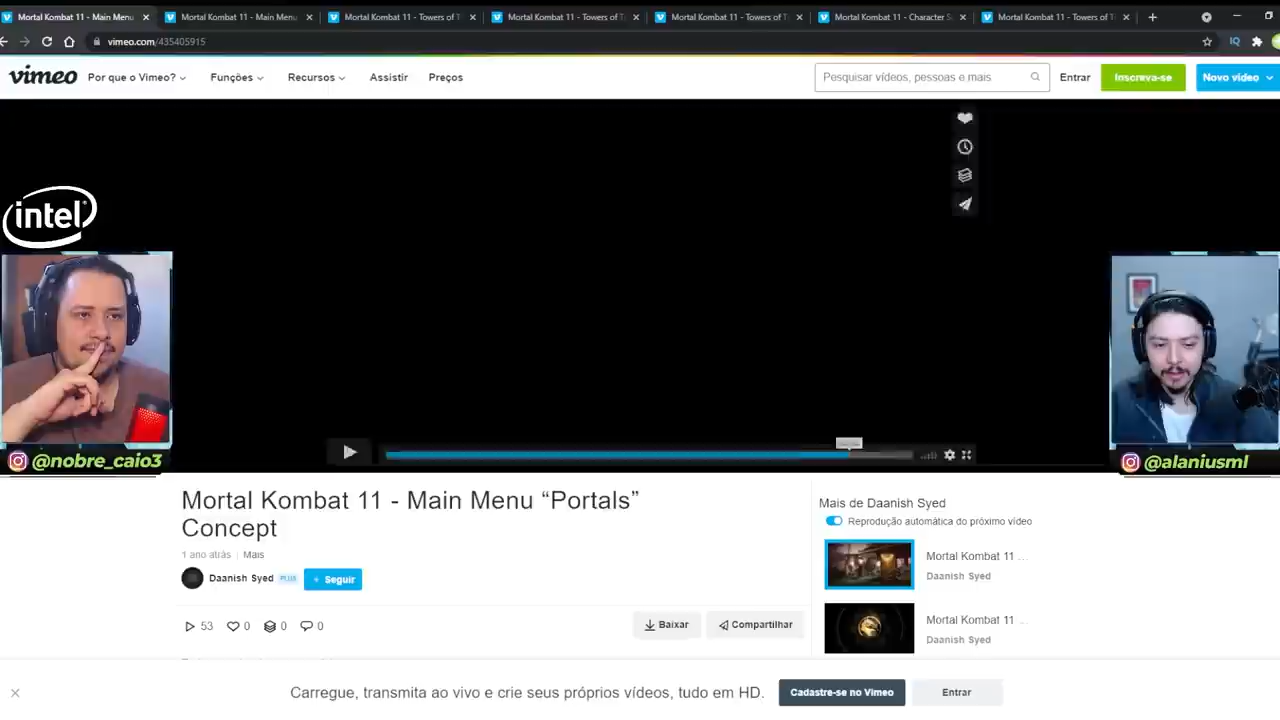 Mortal Kombat 11 - Main Menu
Mortal Kombat 11 - Main Menu
Mortal Kombat 11 - Towers of T
Mortal Kombat 11 - Towers of T
Mortal Kombat 11 - Towers of T
Mortal Kombat 11 - Character S
Mortal Kombat 11 - Towers of T
vimeo.com/435405915
IQ
vimeo
Por que o Vimeo?
Funções
Recursos
Assistir
Preços
Pesquisar vídeos, pessoas e mais
Entrar
Inscreva-se
Novo vídeo
intel
@nobre_caio3
@alaniusml
Mortal Kombat 11 - Main Menu “Portals”
Concept
1 ano atrás
Mais
Daanish Syed
PLUS
+ Seguir
53
0
0
0
Baixar
Compartilhar
Mais de Daanish Syed
Reprodução automática do próximo vídeo
Mortal Kombat 11 ...
Daanish Syed
Mortal Kombat 11 ...
Daanish Syed
Carregue, transmita ao vivo e crie seus próprios vídeos, tudo em HD.
Cadastre-se no Vimeo
Entrar